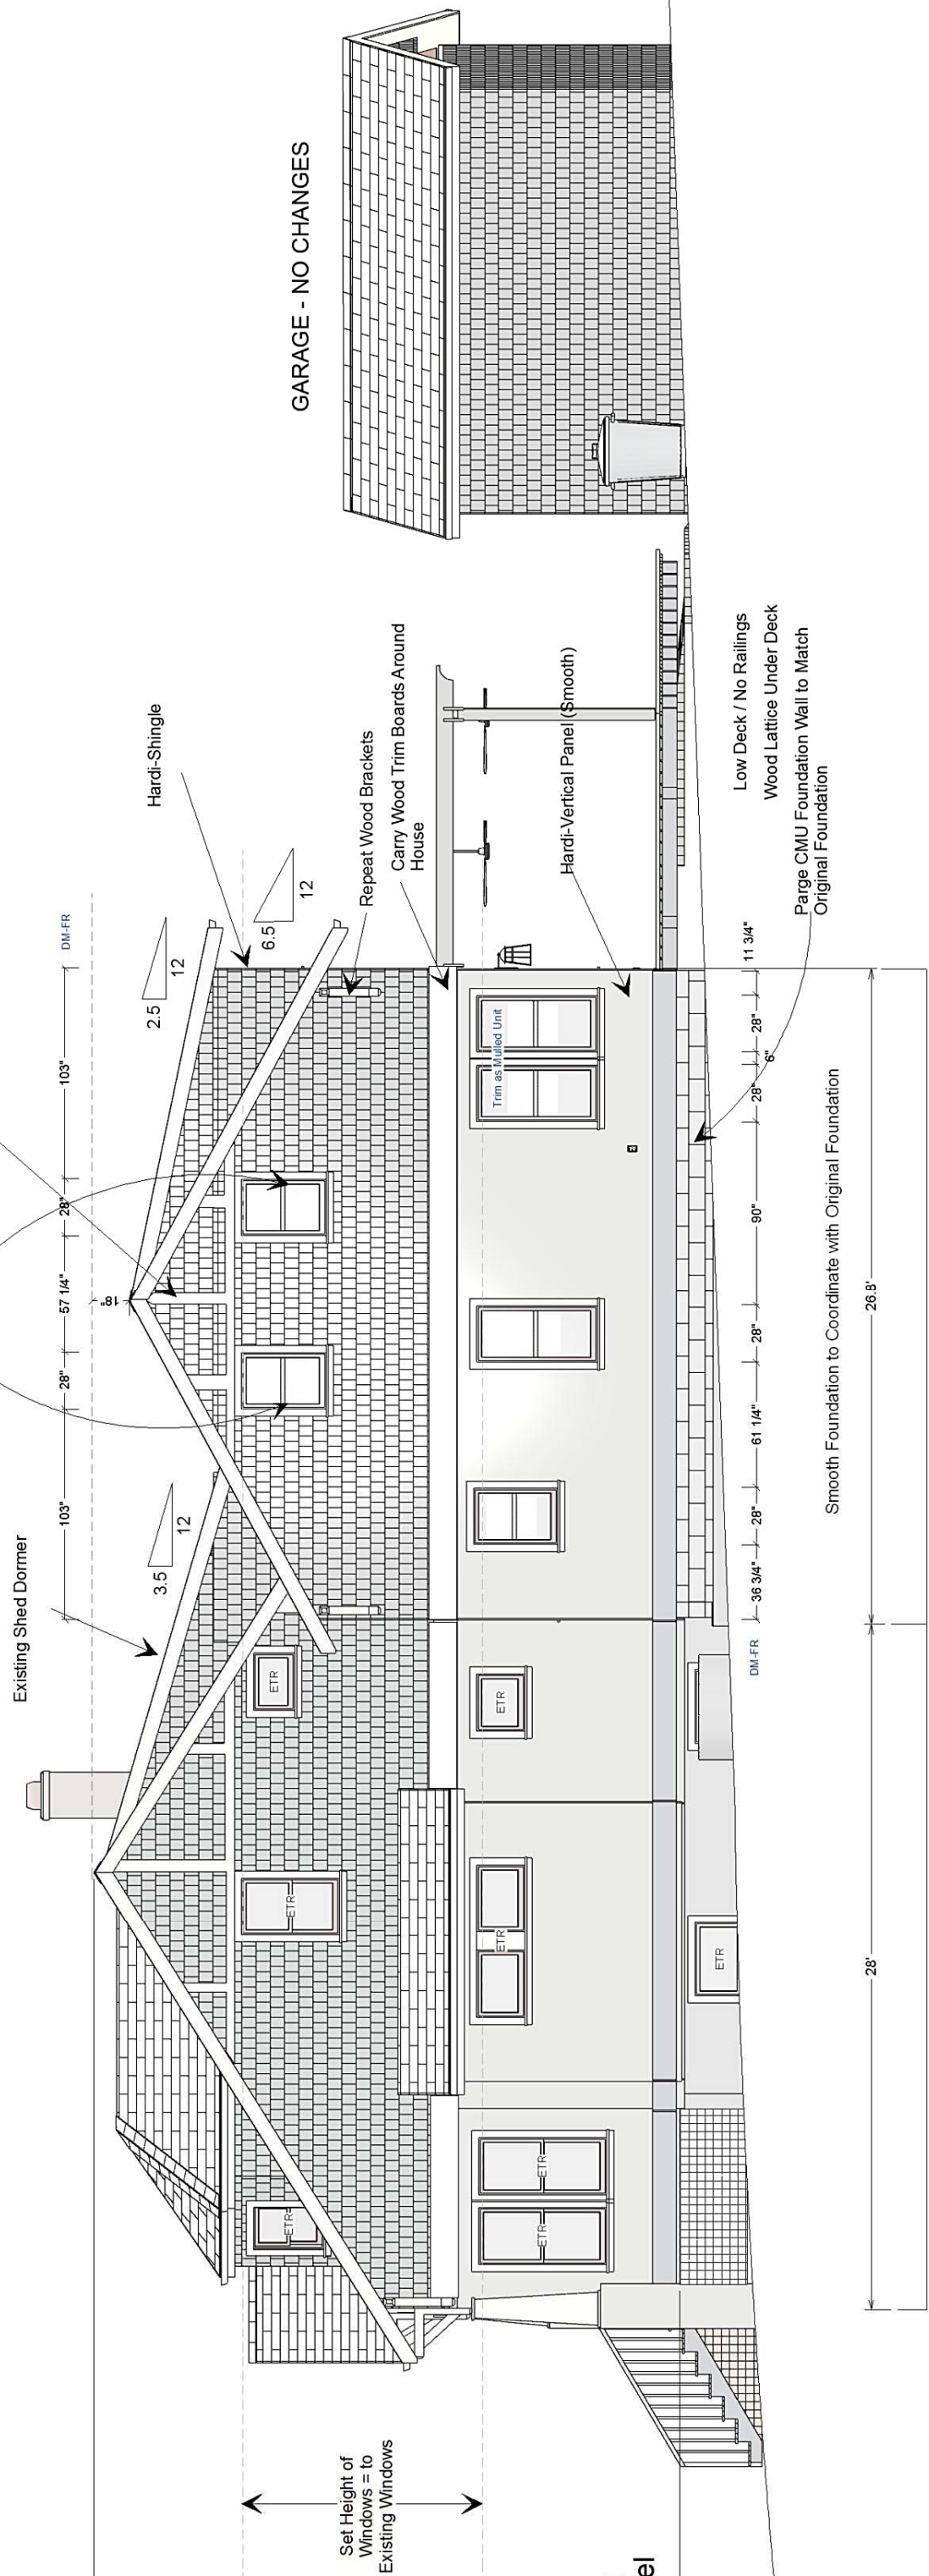 GARAGE - NO CHANGES
Existing Shed Dormer
Hardi-Shingle
DM-FR
103"
28"
57 1/4"
28"
103"
18"
3.5
12
2.5
12
6.5
12
Repeat Wood Brackets
Carry Wood Trim Boards Around
House
Hardi-Vertical Panel (Smooth)
Trim as Mulled Unit
Set Height of
Windows = to
Existing Windows
ETR
ETR
ETR
ETR
ETR
ETR
ETR
ETR
Low Deck / No Railings
Wood Lattice Under Deck
Parge CMU Foundation Wall to Match
Original Foundation
DM-FR
36 3/4"
28"
61 1/4"
28"
90"
28"
6"
28"
11 3/4"
Smooth Foundation to Coordinate with Original Foundation
28'
26.8'